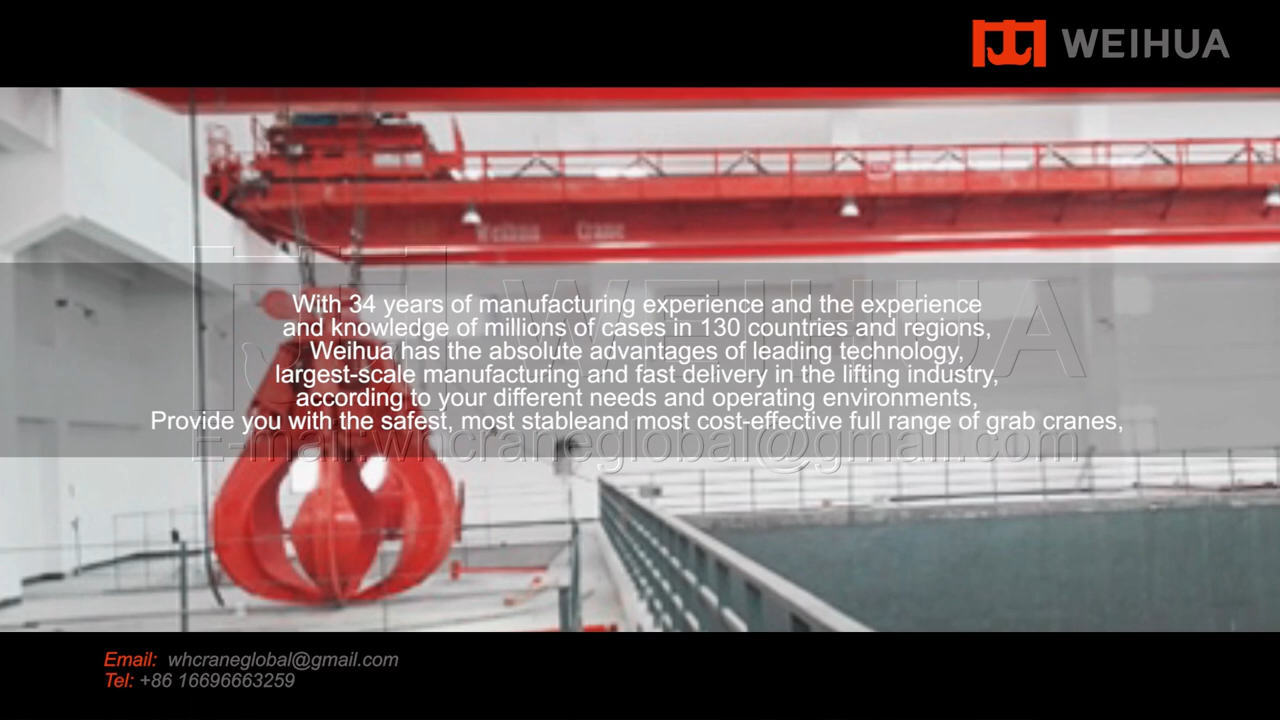 WEIHUA
Weihua Crane
WEIHUA
With 34 years of manufacturing experience and the experience
and knowledge of millions of cases in 130 countries and regions,
Weihua has the absolute advantages of leading technology,
largest-scale manufacturing and fast delivery in the lifting industry,
according to your different needs and operating environments,
Provide you with the safest, most stableand most cost-effective full range of grab cranes,
E-mail:whcraneglobal@gmail.com
Email: whcraneglobal@gmail.com
Tel: +86 16696663259